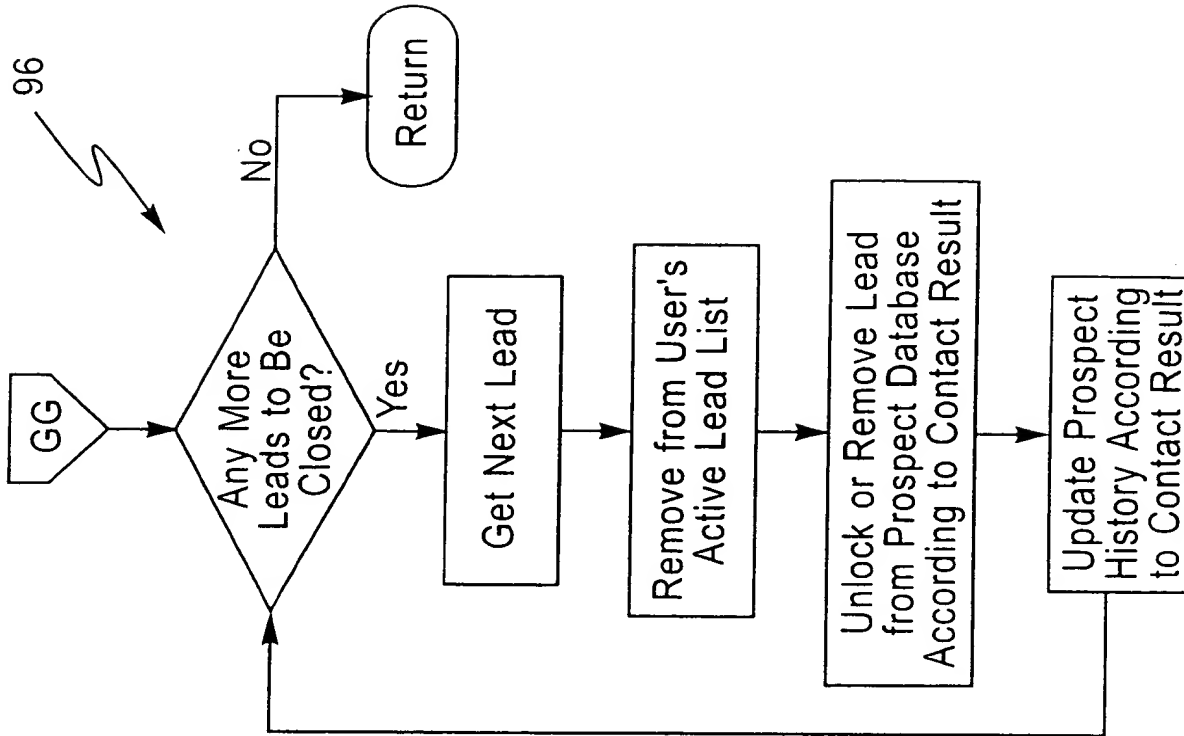 96
GG
Any More
Leads to Be
Closed?
No
Return
Yes
Get Next Lead
Remove from User's
Active Lead List
Unlock or Remove Lead
from Prospect Database
According to Contact Result
Update Prospect
History According
to Contact Result